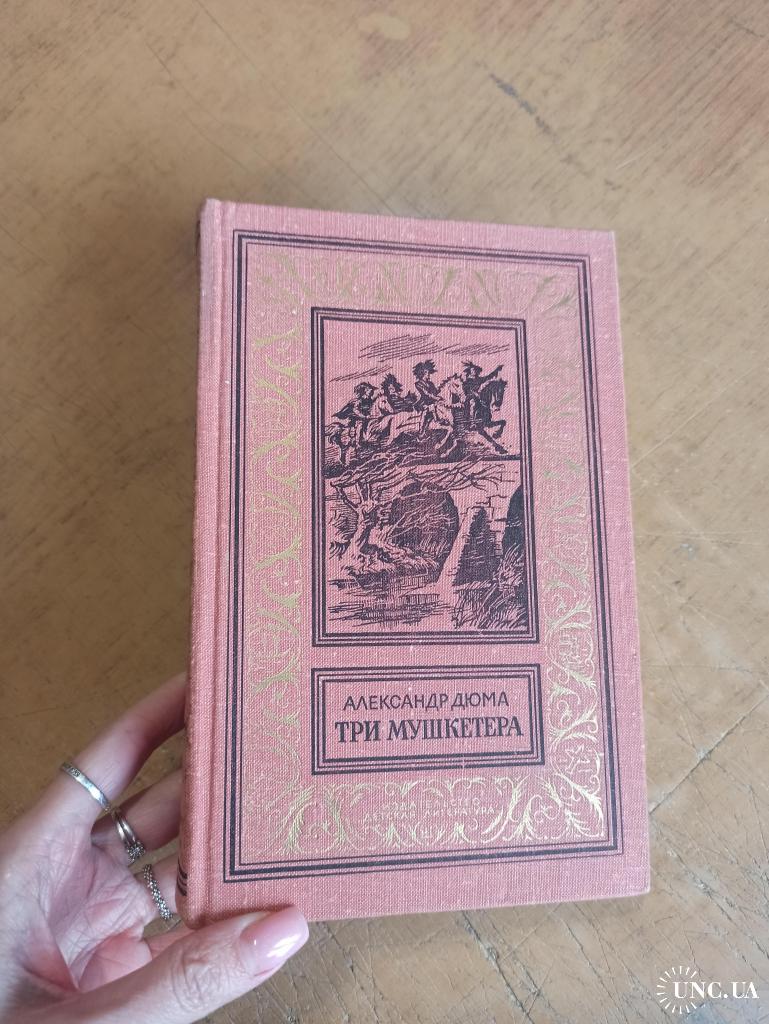 АЛЕКСАНДР ДЮМА
ТРИ МУШКЕТЕРА
ИЗДАТЕЛЬСТВО
ДЕТСКАЯ ЛИТЕРАТУРА
UNC.UA